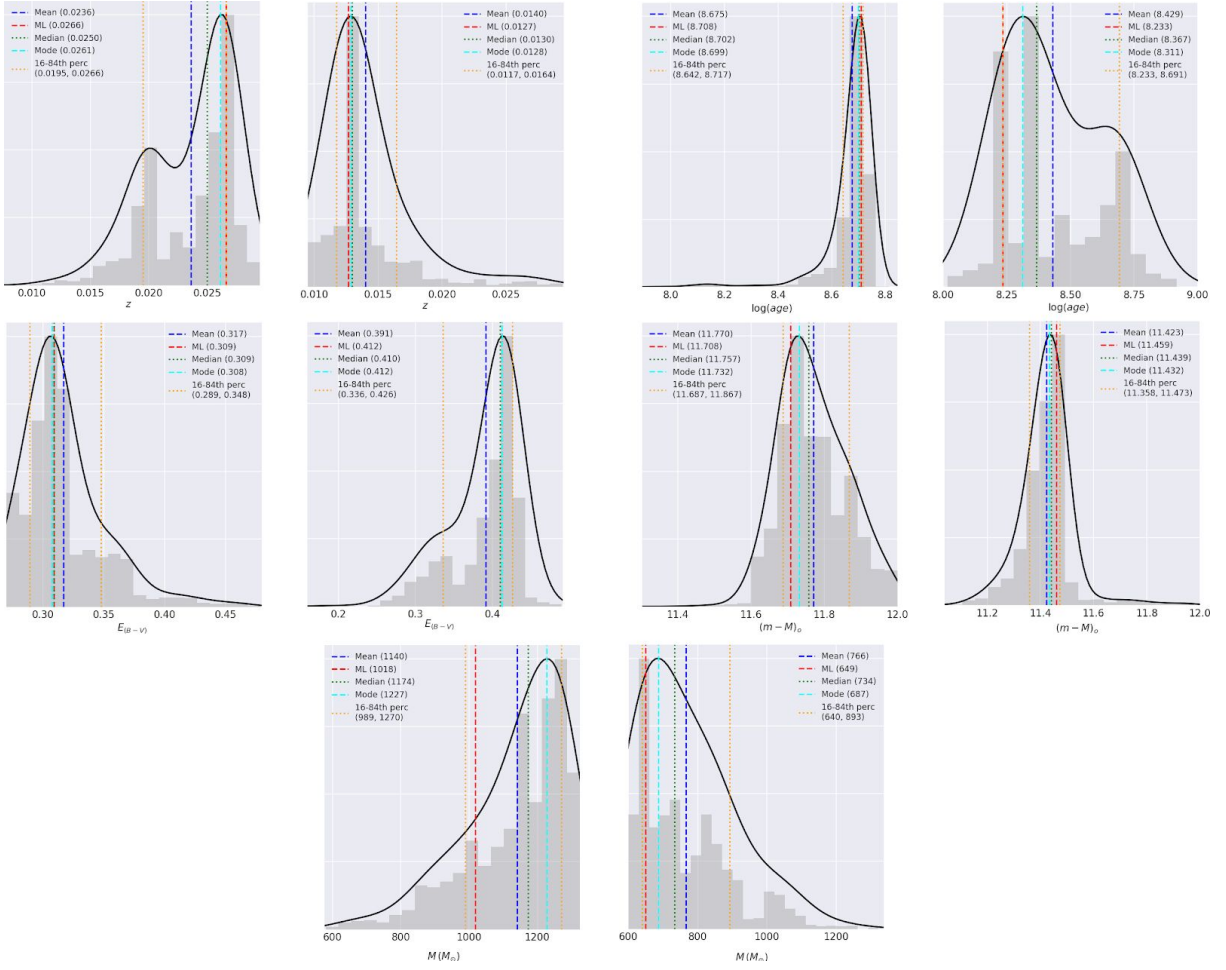 Mean (0.0236)
ML (0.0266)
Median (0.0250)
Mode (0.0261)
16-84th perc
(0.0195, 0.0266)
0.010 0.015 0.020 0.025
z
Mean (0.0140)
ML (0.0127)
Median (0.0130)
Mode (0.0128)
16-84th perc
(0.0117, 0.0164)
0.010 0.015 0.020 0.025
z
Mean (8.675)
ML (8.708)
Median (8.702)
Mode (8.699)
16-84th perc
(8.642, 8.717)
8.0 8.2 8.4 8.6 8.8
log(age)
Mean (8.429)
ML (8.233)
Median (8.367)
Mode (8.311)
16-84th perc
(8.233, 8.691)
8.00 8.25 8.50 8.75 9.00
log(age)
Mean (0.317)
ML (0.309)
Median (0.309)
Mode (0.308)
16-84th perc
(0.289, 0.348)
0.30 0.35 0.40 0.45
E(B−V)
Mean (0.391)
ML (0.412)
Median (0.410)
Mode (0.412)
16-84th perc
(0.336, 0.426)
0.2 0.3 0.4
E(B−V)
Mean (11.770)
ML (11.708)
Median (11.757)
Mode (11.732)
16-84th perc
(11.687, 11.867)
11.4 11.6 11.8 12.0
(m−M)o
Mean (11.423)
ML (11.459)
Median (11.439)
Mode (11.432)
16-84th perc
(11.358, 11.473)
11.2 11.4 11.6 11.8 12.0
(m−M)o
Mean (1140)
ML (1018)
Median (1174)
Mode (1227)
16-84th perc
(989, 1270)
600 800 1000 1200
M (M⊙)
Mean (766)
ML (649)
Median (734)
Mode (687)
16-84th perc
(640, 893)
600 800 1000 1200
M (M⊙)